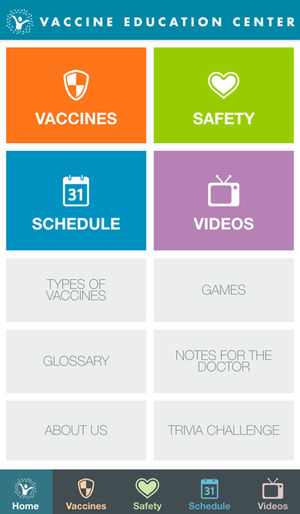 VACCINE EDUCATION CENTER
VACCINES
SAFETY
31
SCHEDULE
VIDEOS
TYPES OF
VACCINES
GAMES
GLOSSARY
NOTES FOR THE
DOCTOR
ABOUT US
TRIVIA CHALLENGE
31
Home Vaccines Safety Schedule Videos